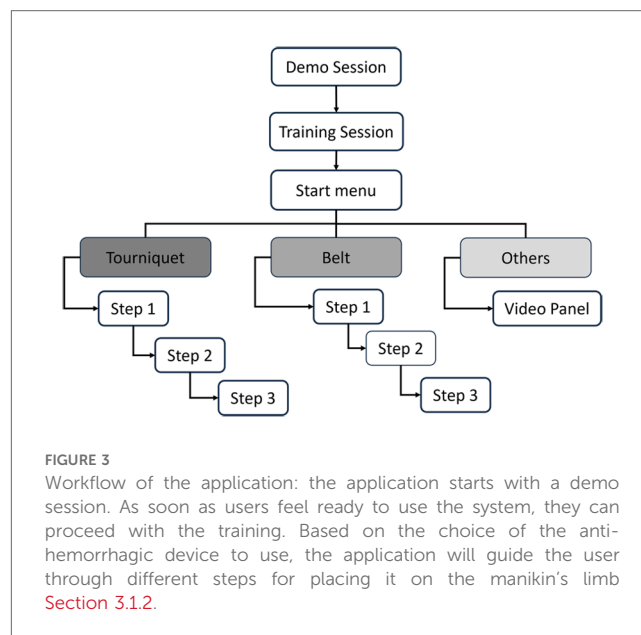 Demo Session
Training Session
Start menu
Tourniquet
Belt
Others
Step 1
Step 1
Video Panel
Step 2
Step 2
Step 3
Step 3
FIGURE 3
Workflow of the application: the application starts with a demo
session. As soon as users feel ready to use the system, they can
proceed with the training. Based on the choice of the anti-
hemorrhagic device to use, the application will guide the user
through different steps for placing it on the manikin's limb
Section 3.1.2.